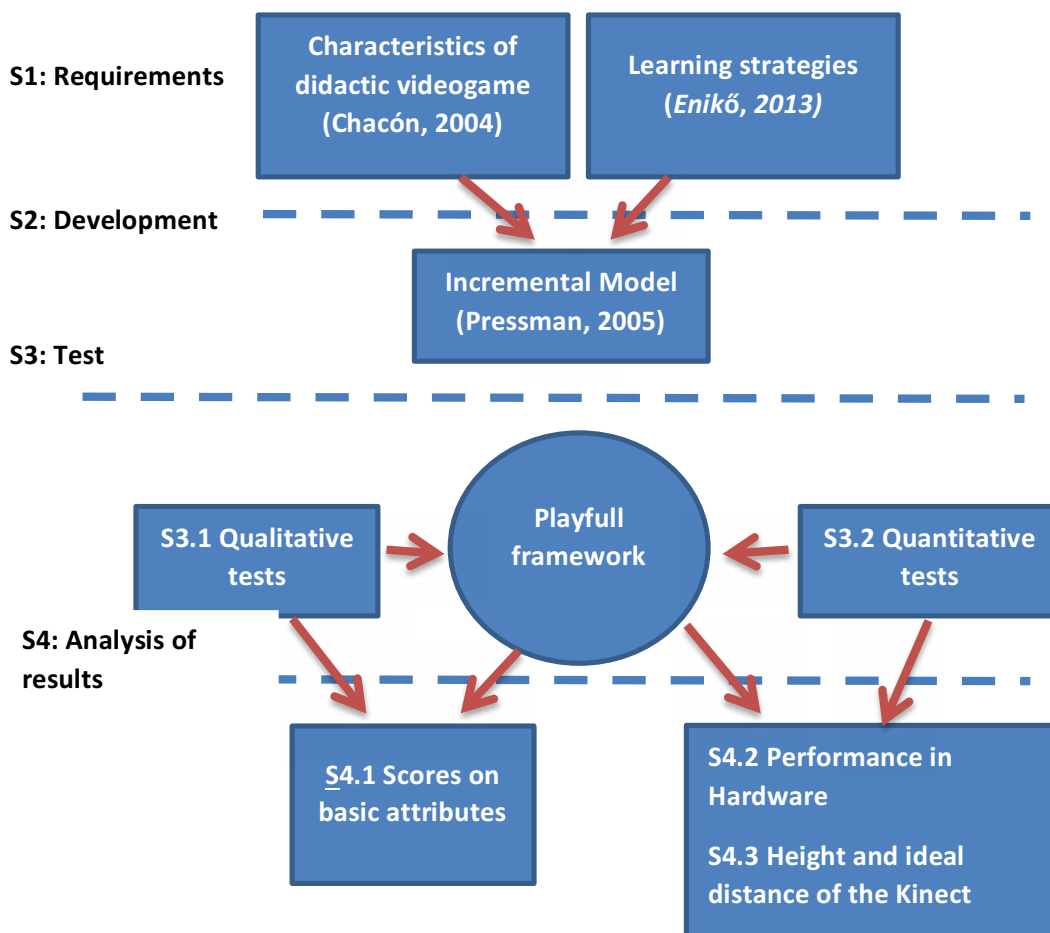 S1: Requirements
Characteristics of
didactic videogame
(Chacón, 2004)
Learning strategies
(Enikő, 2013)
S2: Development
Incremental Model
(Pressman, 2005)
S3: Test
S3.1 Qualitative
tests
Playfull
framework
S3.2 Quantitative
tests
S4: Analysis of
results
S4.1 Scores on
basic attributes
S4.2 Performance in
Hardware
S4.3 Height and ideal
distance of the Kinect